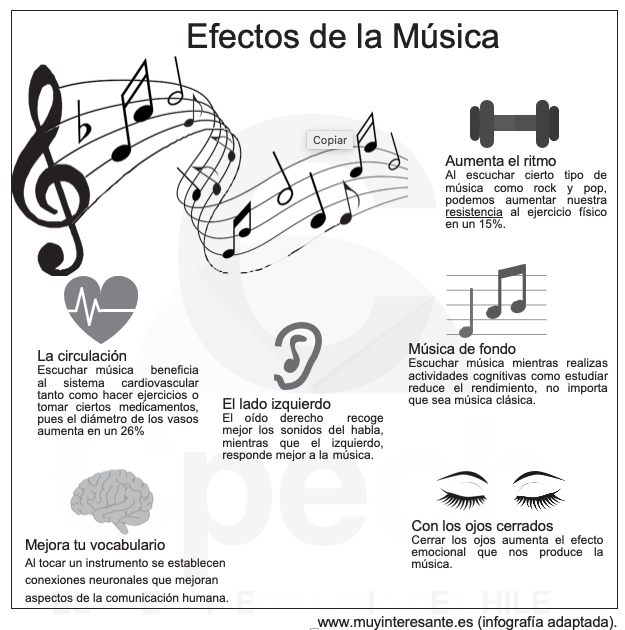 Efectos de la Música
Copiar
Aumenta el ritmo
Al escuchar cierto tipo de
música como rock y pop,
podemos aumentar nuestra
resistencia al ejercicio físico
en un 15%.
La circulación
Escuchar música beneficia
al sistema cardiovascular
tanto como hacer ejercicios o
tomar ciertos medicamentos,
pues el diámetro de los vasos
aumenta en un 26%
El lado izquierdo
El oído derecho recoge
mejor los sonidos del habla,
mientras que el izquierdo,
responde mejor a la música.
Música de fondo
Escuchar música mientras realizas
actividades cognitivas como estudiar
reduce el rendimiento, no importa
que sea música clásica.
Mejora tu vocabulario
Al tocar un instrumento se establecen
conexiones neuronales que mejoran
aspectos de la comunicación humana.
Con los ojos cerrados
Cerrar los ojos aumenta el efecto
emocional que nos produce la
música.
www.muyinteresante.es (infografía adaptada).